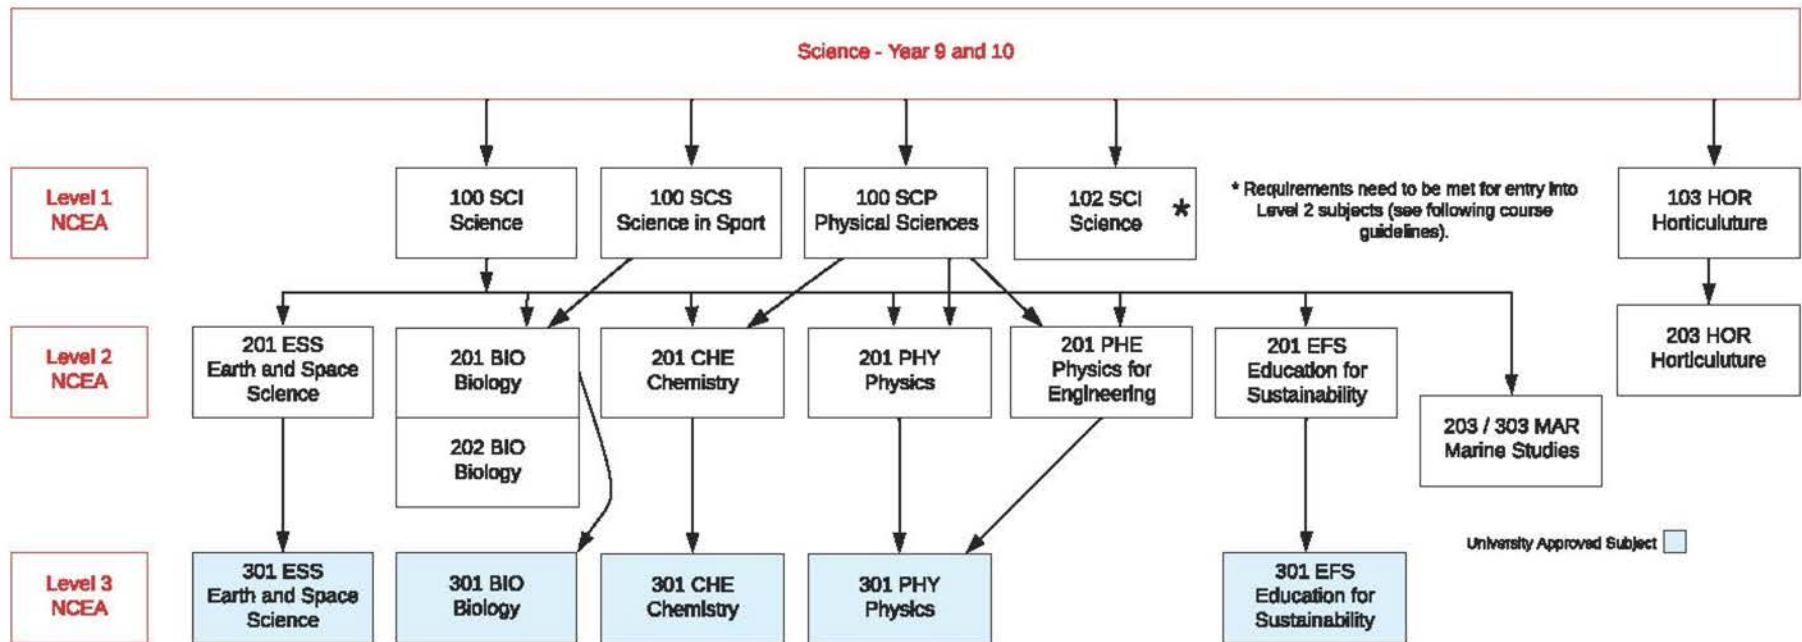 Science - Year 9 and 10
Level 1
NCEA
100 SCI
Science
100 SCS
Science in Sport
100 SCP
Physical Sciences
102 SCI
Science
*
* Requirements need to be met for entry into
Level 2 subjects (see following course
guidelines).
103 HOR
Horticuluture
Level 2
NCEA
201 ESS
Earth and Space
Science
201 BIO
Biology
202 BIO
Biology
201 CHE
Chemistry
201 PHY
Physics
201 PHE
Physics for
Engineering
201 EFS
Education for
Sustainability
203 / 303 MAR
Marine Studies
203 HOR
Horticuluture
University Approved Subject
Level 3
NCEA
301 ESS
Earth and Space
Science
301 BIO
Biology
301 CHE
Chemistry
301 PHY
Physics
301 EFS
Education for
Sustainability